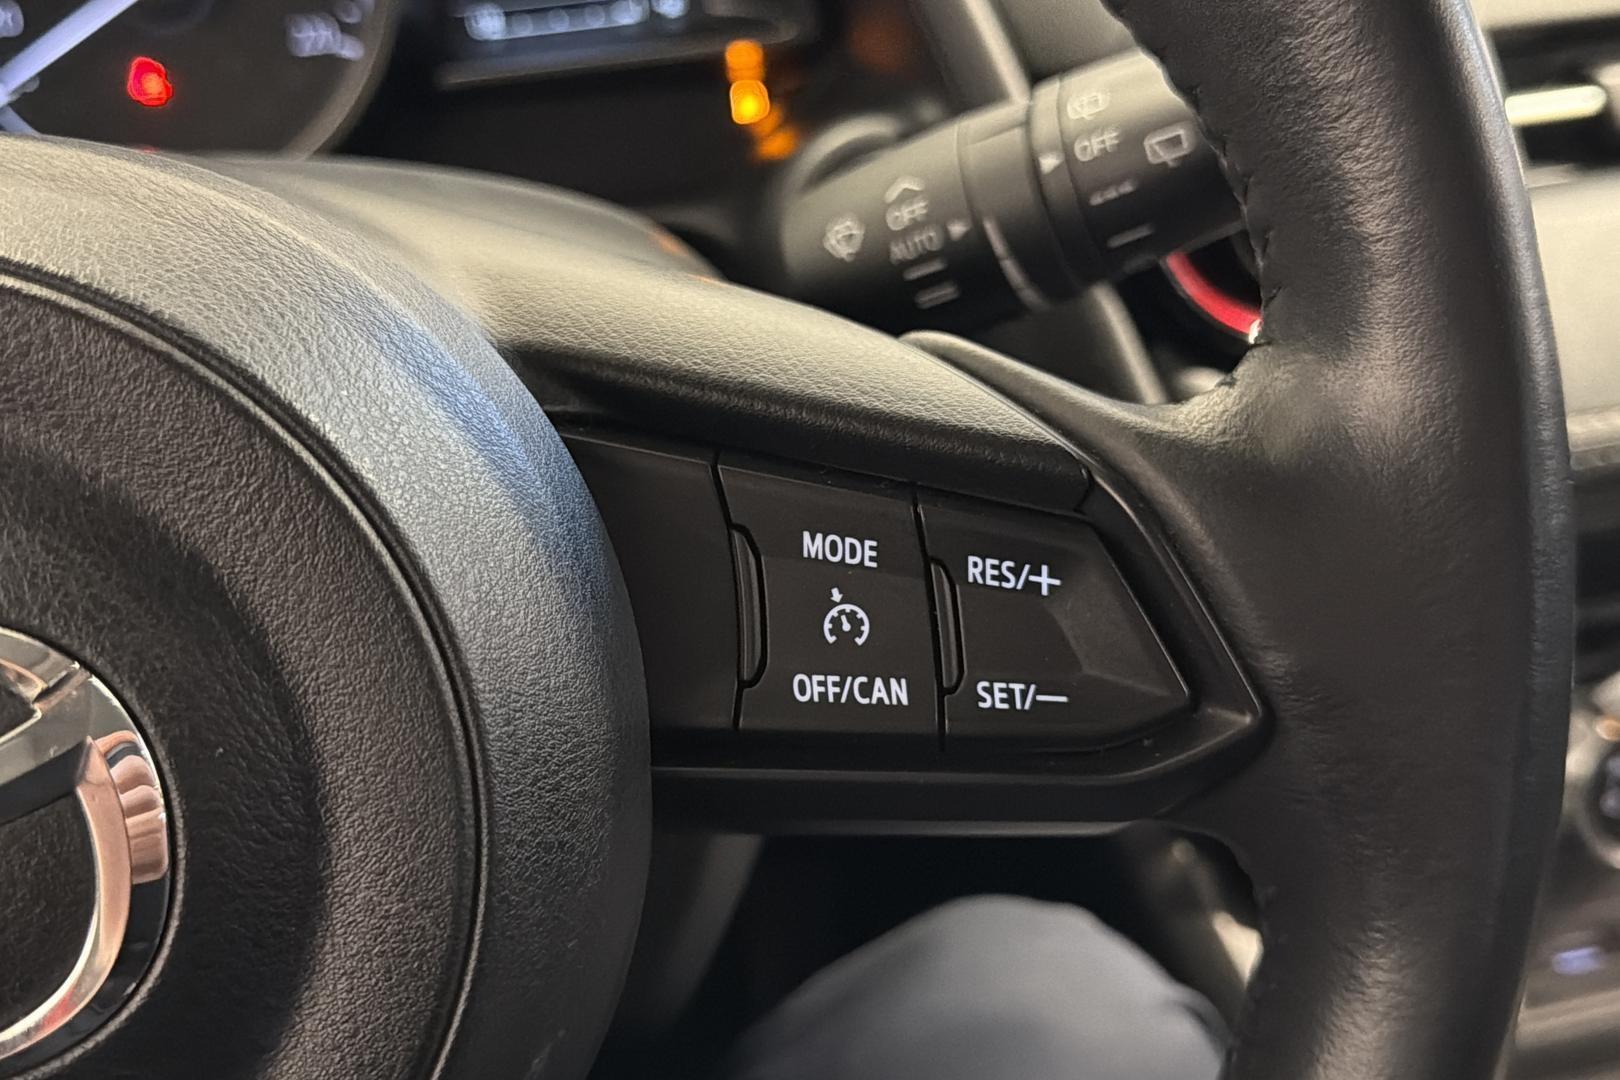 OFF
OFF
AUTO
MODE
RES/+
OFF/CAN
SET/—